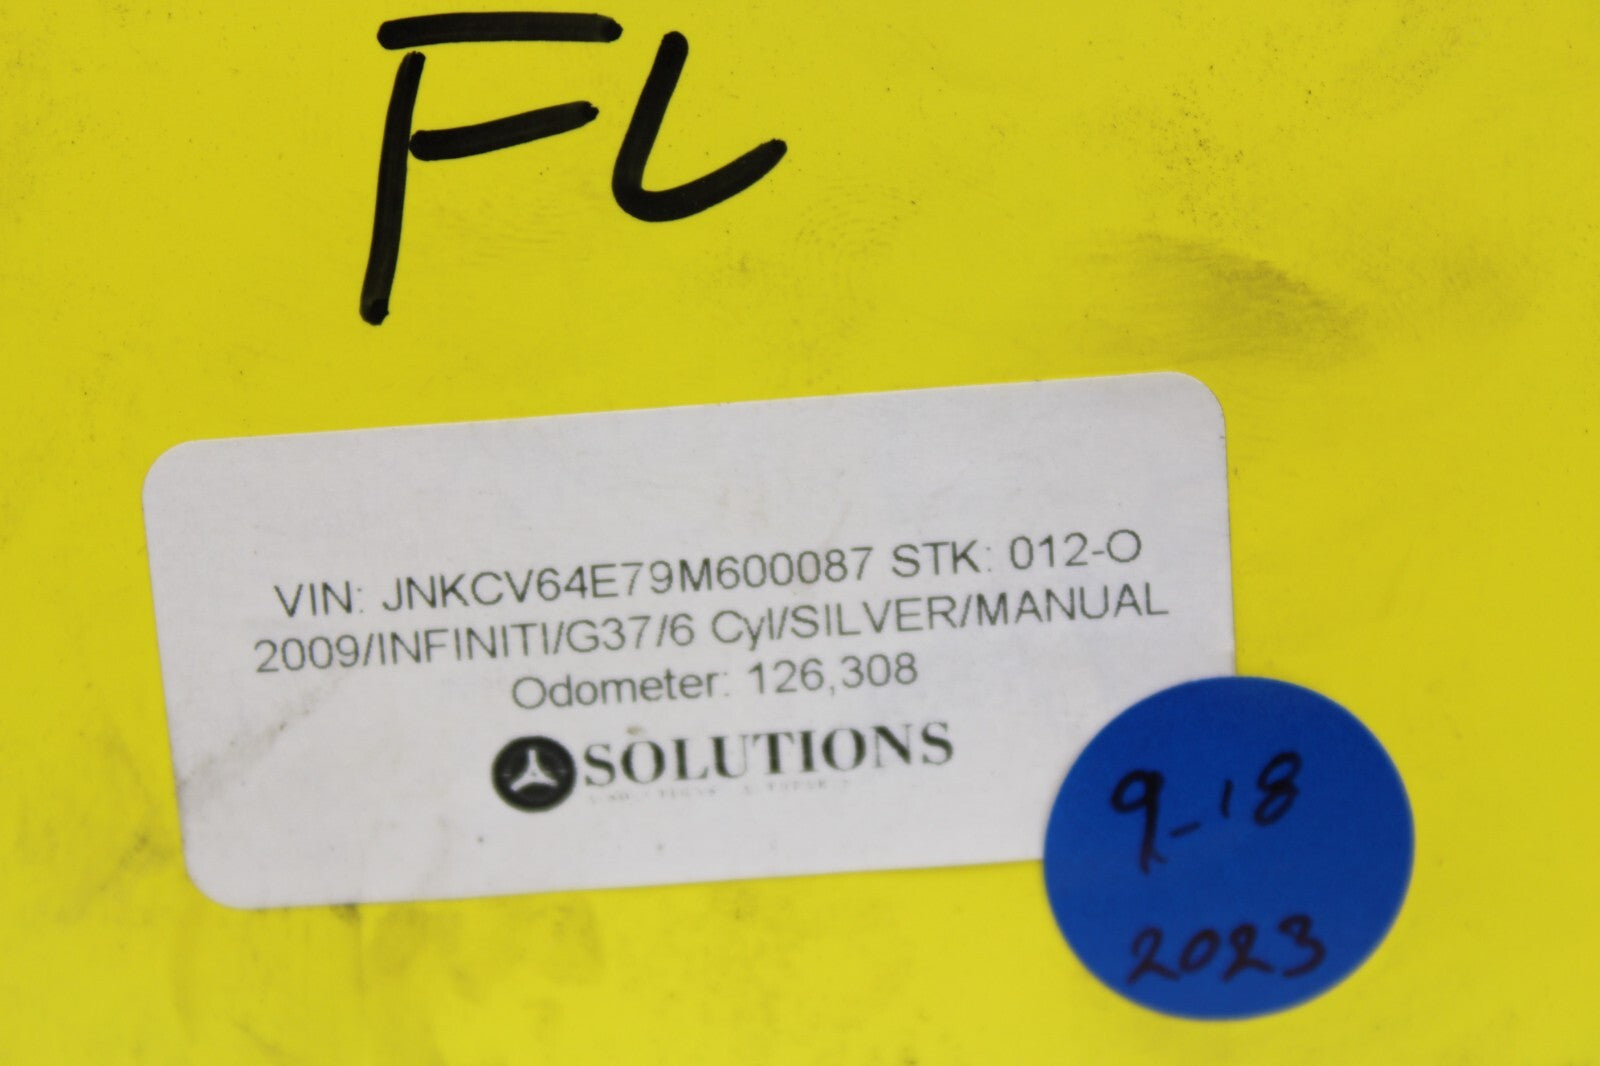 FL
VIN: JNKCV64E79M600087 STK: 012-O
2009/INFINITI/G37/6 Cyl/SILVER/MANUAL
Odometer: 126,308
SOLUTIONS
9-18
2023